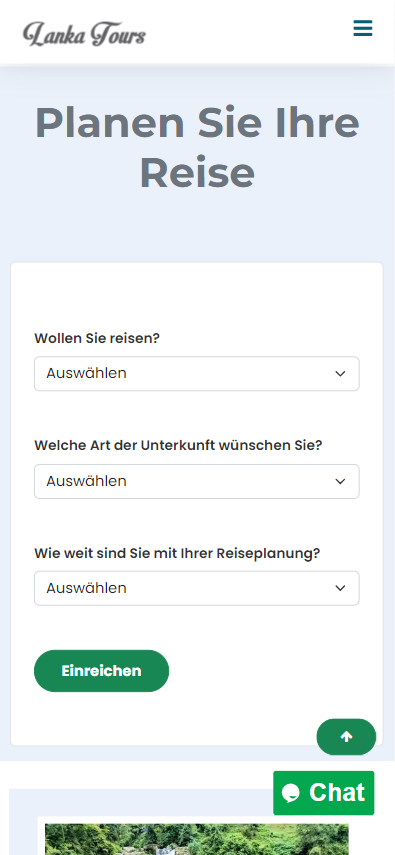 Lanka Tours
Planen Sie Ihre
Reise
Wollen Sie reisen?
Auswählen
Welche Art der Unterkunft wünschen Sie?
Auswählen
Wie weit sind Sie mit Ihrer Reiseplanung?
Auswählen
Einreichen
Chat